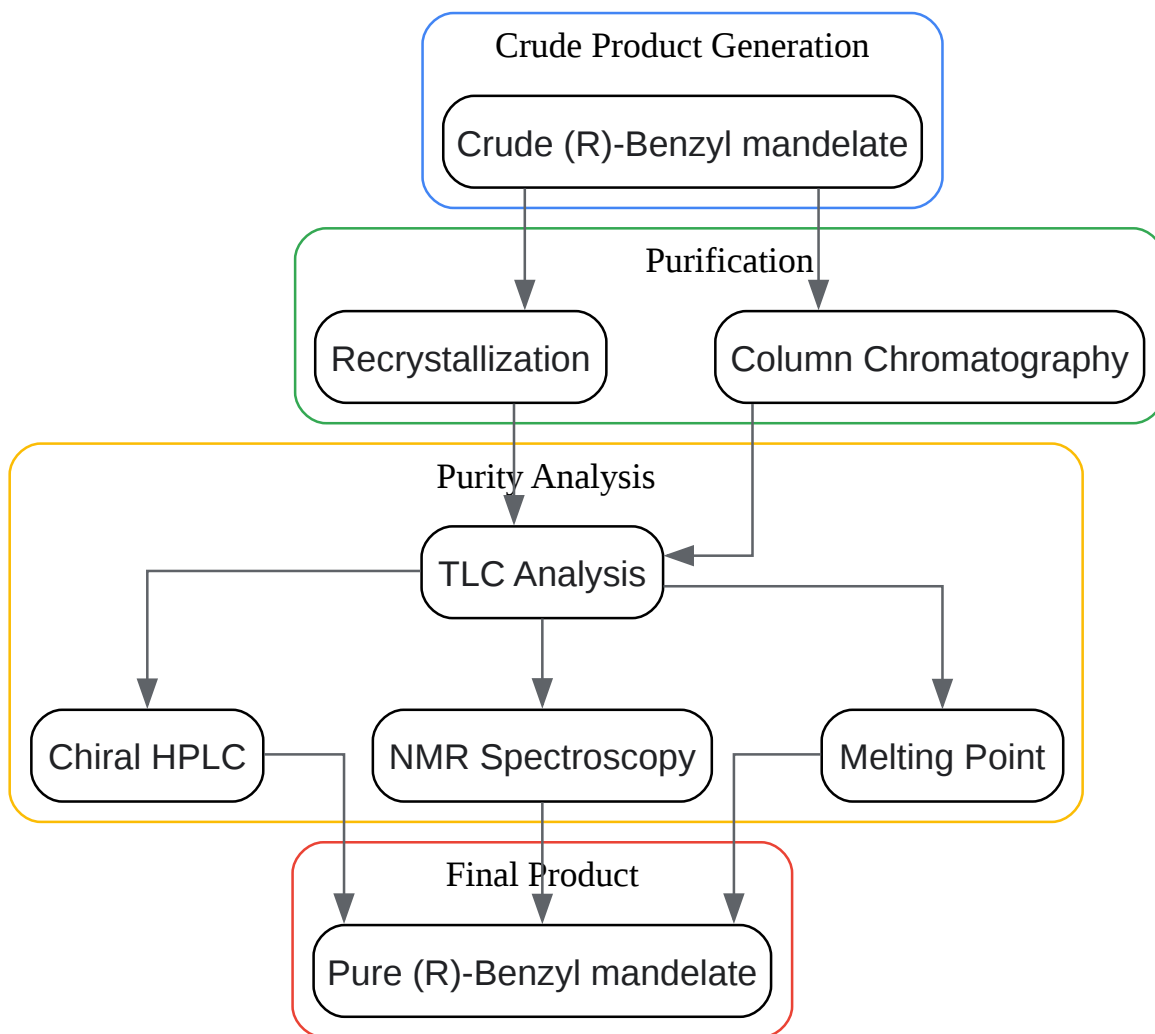 Crude Product Generation
Crude (R)-Benzyl mandelate
Purification
Recrystallization
Column Chromatography
Purity Analysis
TLC Analysis
Chiral HPLC
NMR Spectroscopy
Melting Point
Final Product
Pure (R)-Benzyl mandelate